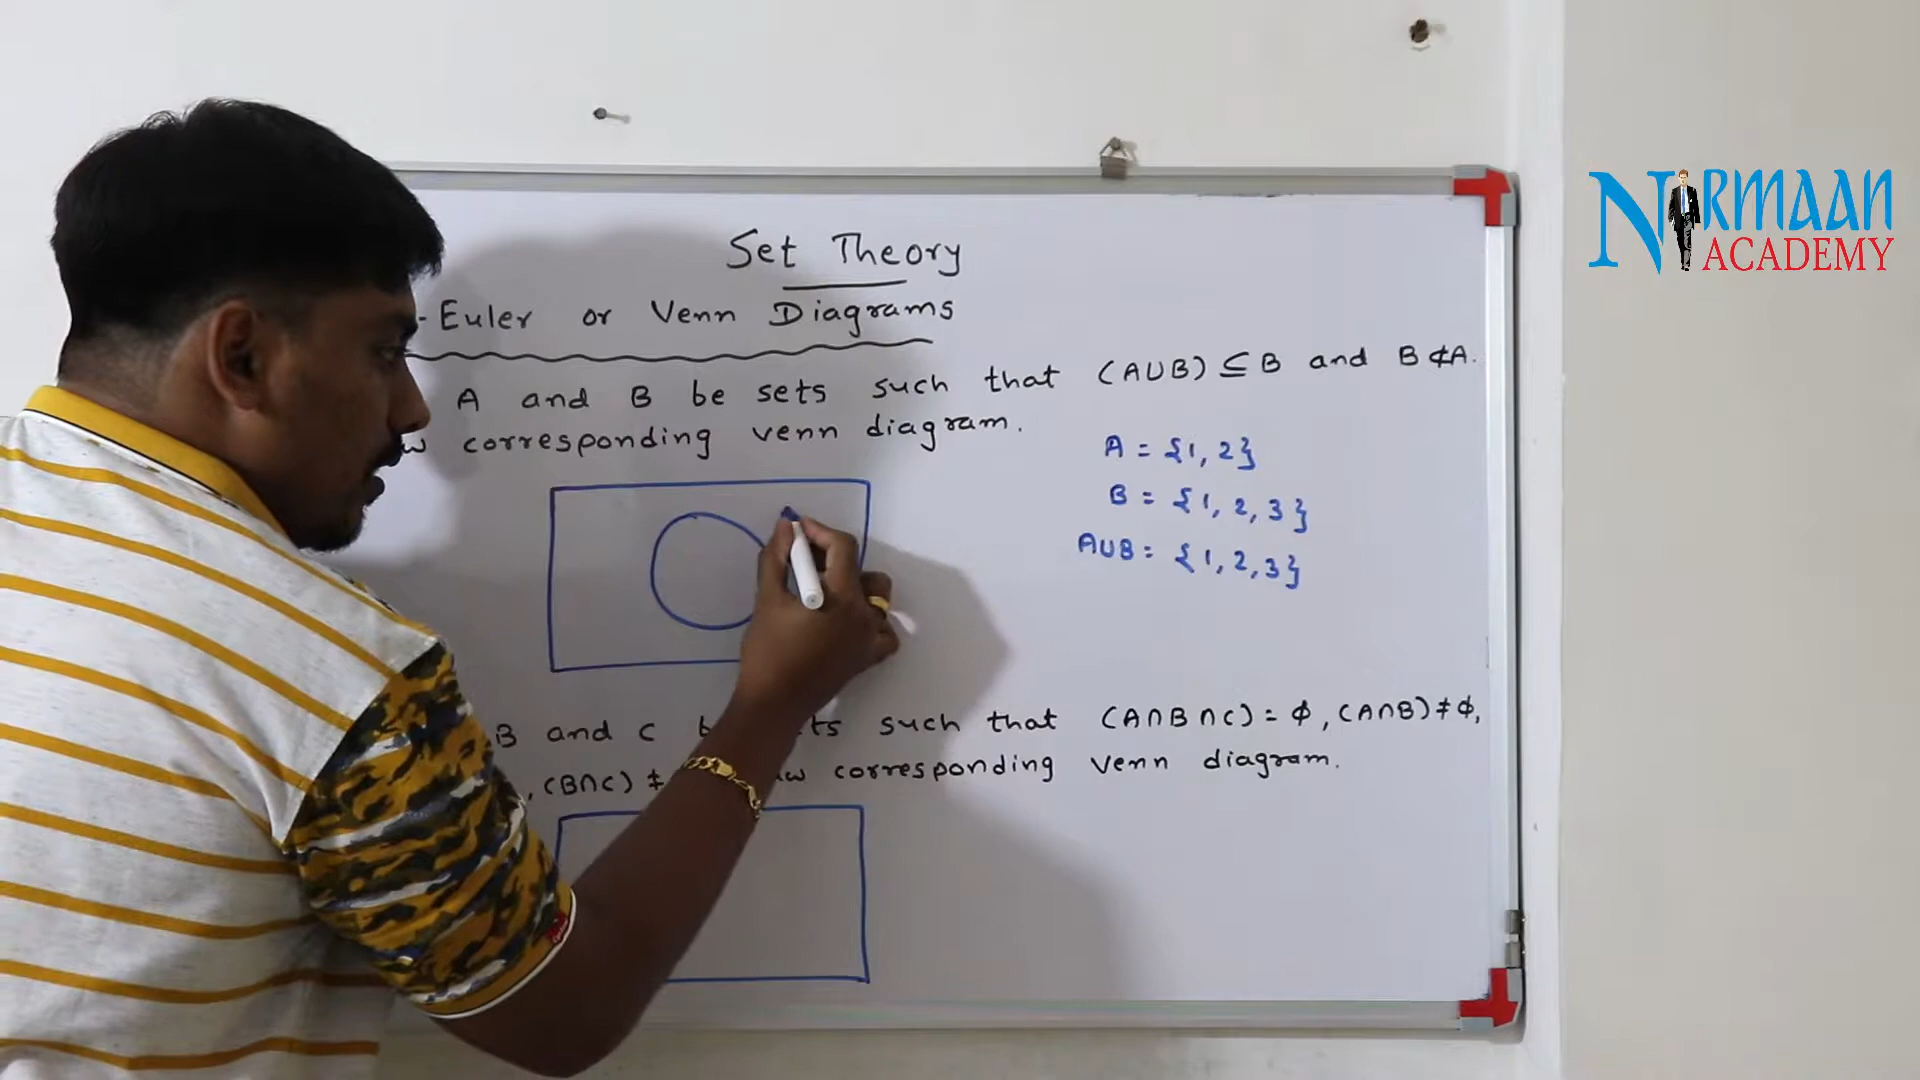 NIRMAAN
ACADEMY
Set Theory
- Euler or Venn Diagrams
A and B be sets such that (A∪B) ⊆ B and B ⊄ A.
corresponding venn diagram.
A = {1, 2}
B = {1, 2, 3}
A∪B = {1, 2, 3}
B and C such that (A∩B∩C) = ϕ, (A∩B) ≠ ϕ,
, (B∩C) ≠ corresponding venn diagram.